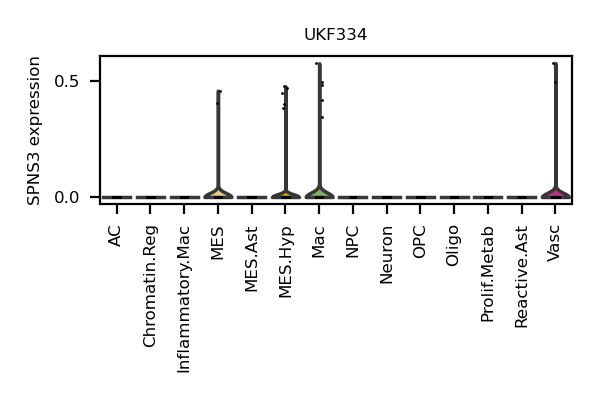 UKF334
SPNS3 expression
0.5
0.0
AC
Chromatin.Reg
Inflammatory.Mac
MES
MES.Ast
MES.Hyp
Mac
NPC
Neuron
OPC
Oligo
Prolif.Metab
Reactive.Ast
Vasc